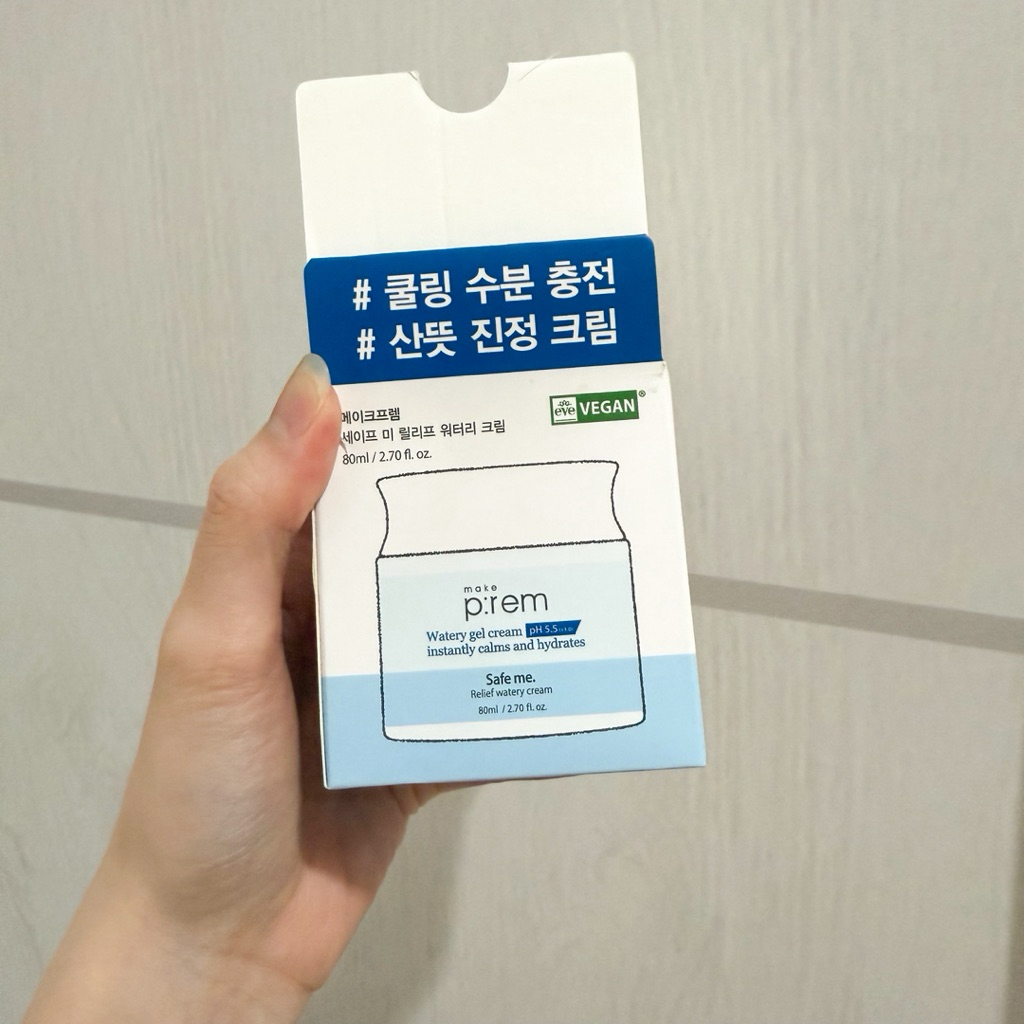 # 쿨링 수분 충전
# 산뜻 진정 크림
eve VEGAN®
메이크프렘
세이프 미 릴리프 워터리 크림
80ml / 2.70 fl. oz.
make
p:rem
Watery gel cream pH 5.5
instantly calms and hydrates
Safe me.
Relief watery cream
80ml / 2.70 fl. oz.